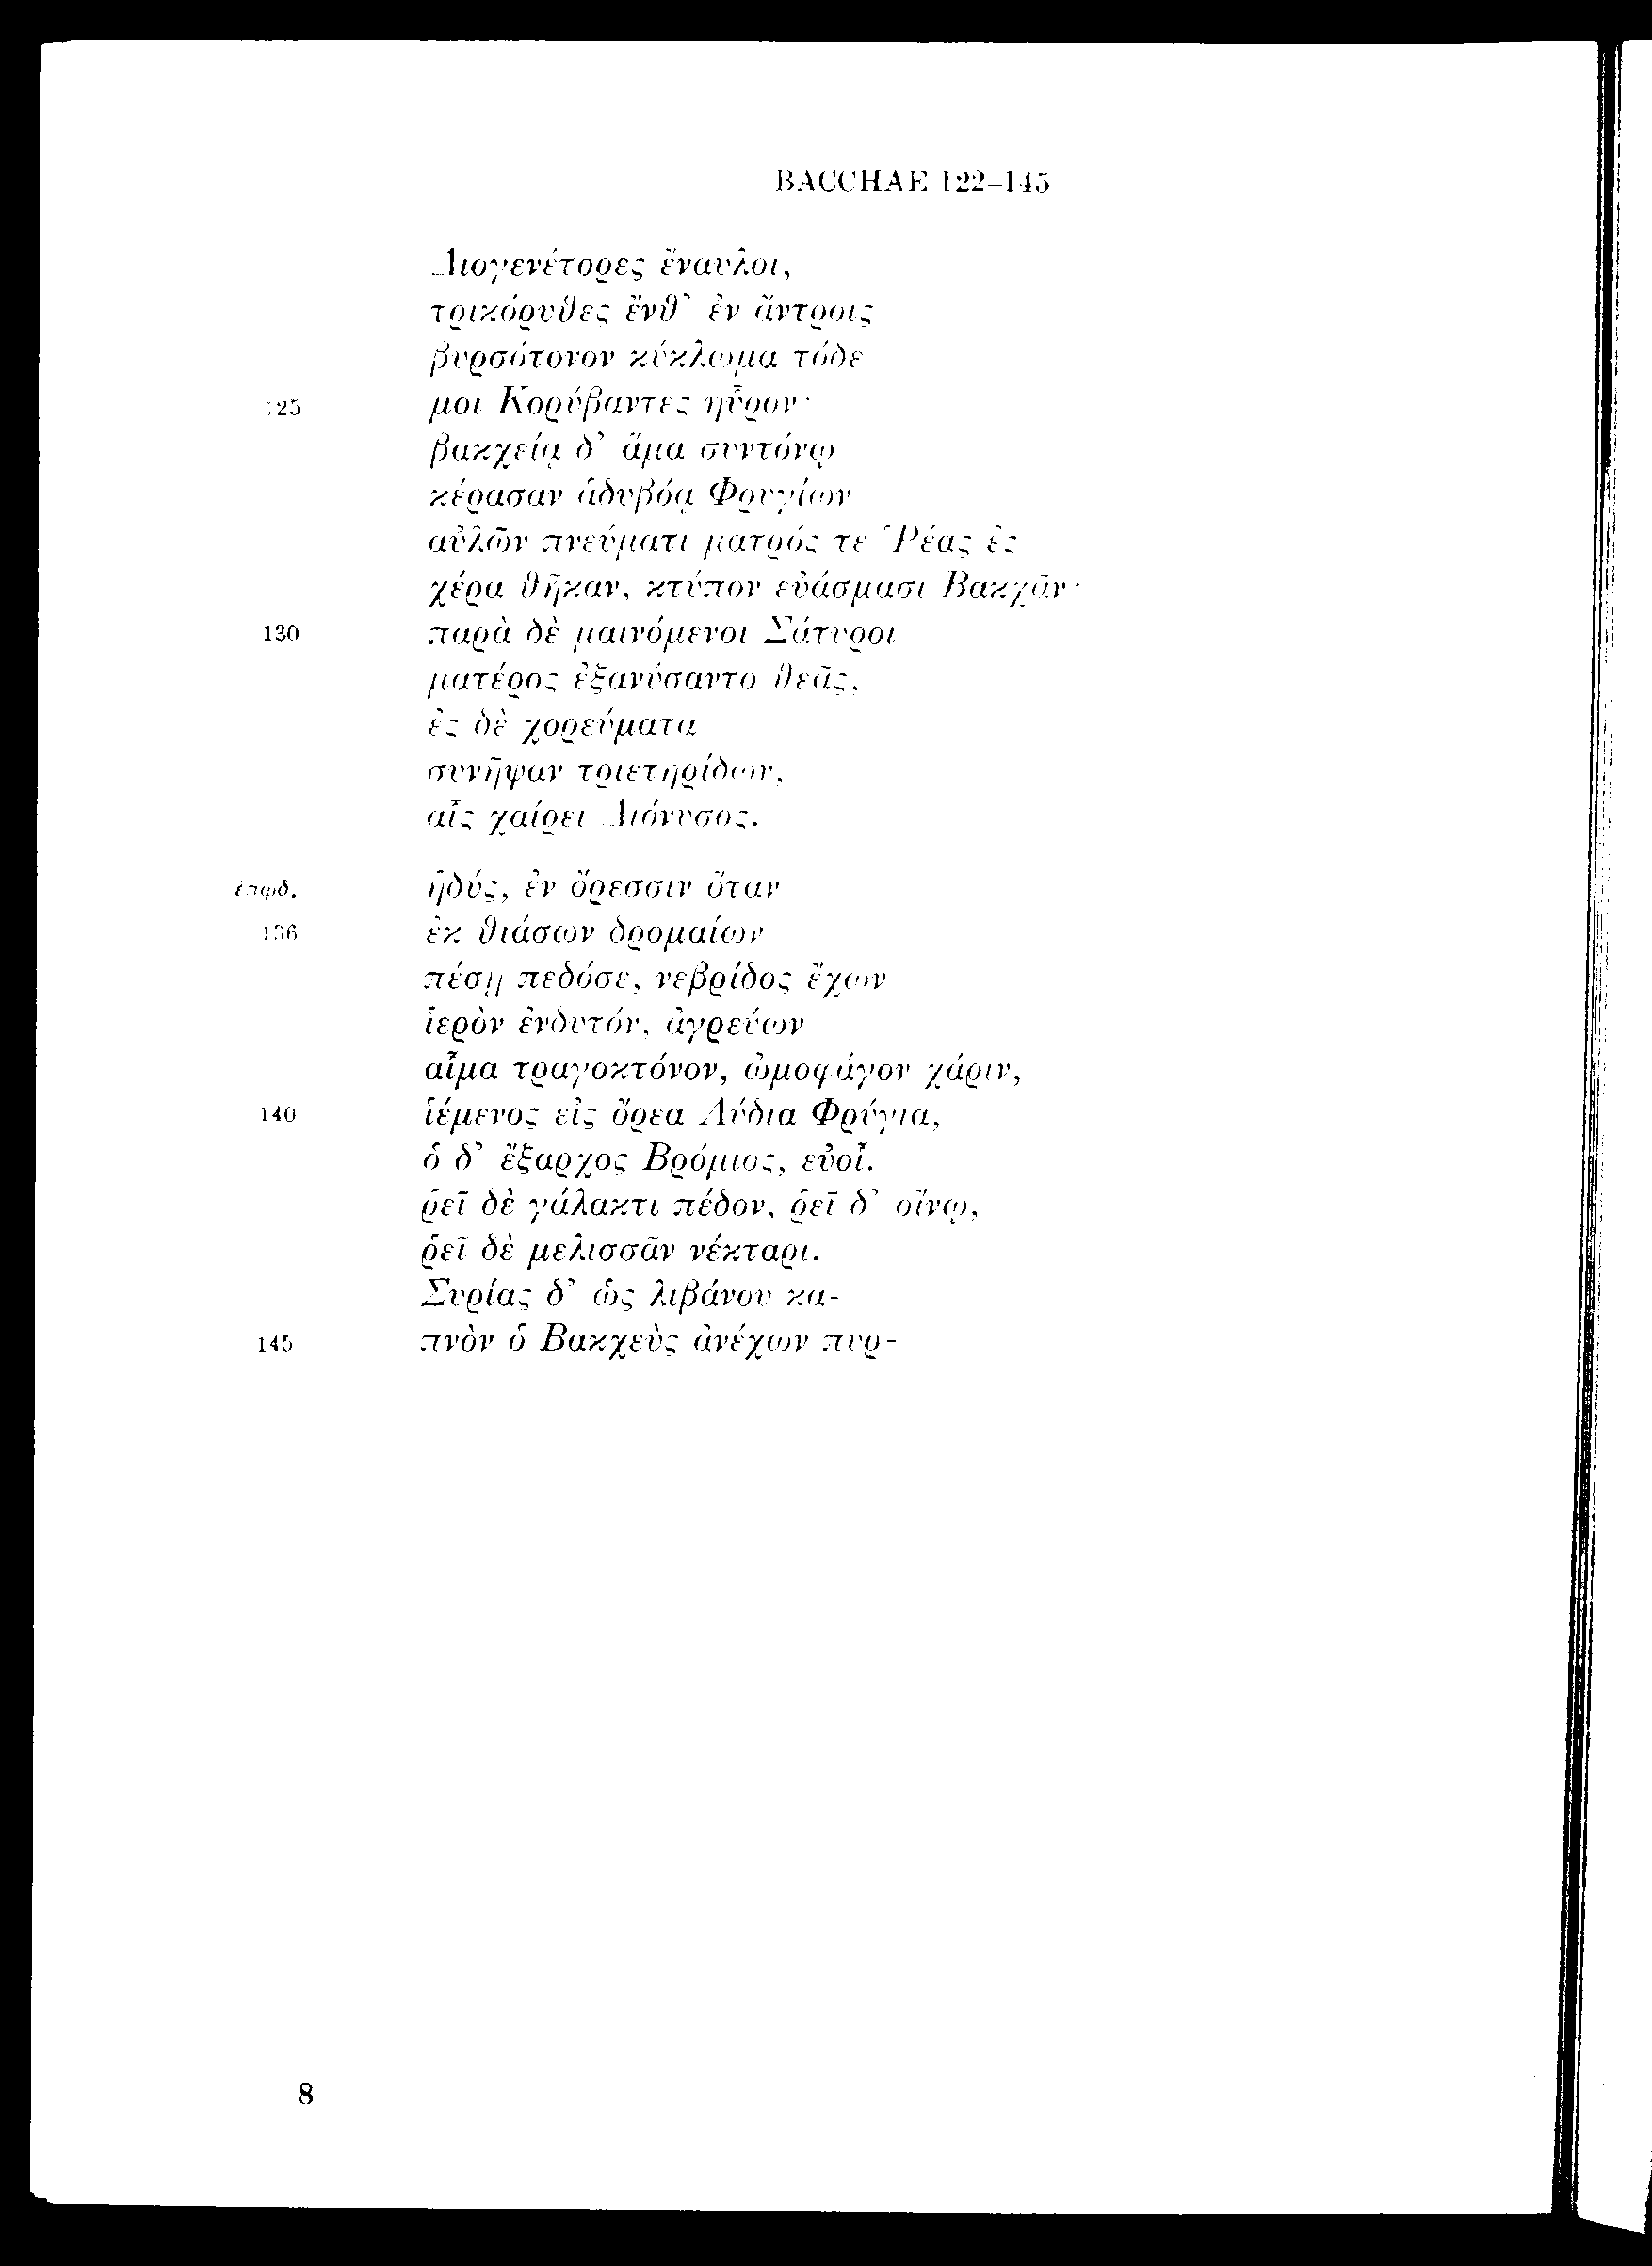 BACCHAE 122–145
Διογενέτορες ἔναυλοι,
τρικόρυθες ἔνθ' ἐν ἄντροις
βυρσότονον κύκλωμα τόδε
125 μοι Κορύβαντες ηὗρον·
βακχείᾳ δ' ἅμα συντόνῳ
κέρασαν ἁδυβόᾳ Φρυγίων
αὐλῶν πνεύματι ματρός τε Ῥέας ἐς
χέρα θῆκαν, κτύπον εὐάσμασι Βακχᾶν·
130 παρὰ δὲ μαινόμενοι Σάτυροι
ματέρος ἐξανύσαντο θεᾶς,
ἐς δὲ χορεύματα
συνῆψαν τριετηρίδων,
αἷς χαίρει Διόνυσος.
ἐπῳδ. ἡδύς, ἐν ὄρεσσιν ὅταν
136 ἐκ θιάσων δρομαίων
πέσῃ πεδόσε, νεβρίδος ἔχων
ἱερὸν ἐνδυτόν, ἀγρεύων
αἷμα τραγοκτόνον, ὠμοφάγον χάριν,
140 ἱέμενος εἰς ὄρεα Λύδια Φρύγια,
ὁ δ' ἔξαρχος Βρόμιος, εὐοἷ.
ῥεῖ δὲ γάλακτι πέδον, ῥεῖ δ' οἴνῳ,
ῥεῖ δὲ μελισσᾶν νέκταρι.
Συρίας δ' ὡς λιβάνου κα-
145 πνὸν ὁ Βακχεὺς ἀνέχων πυρ-
8